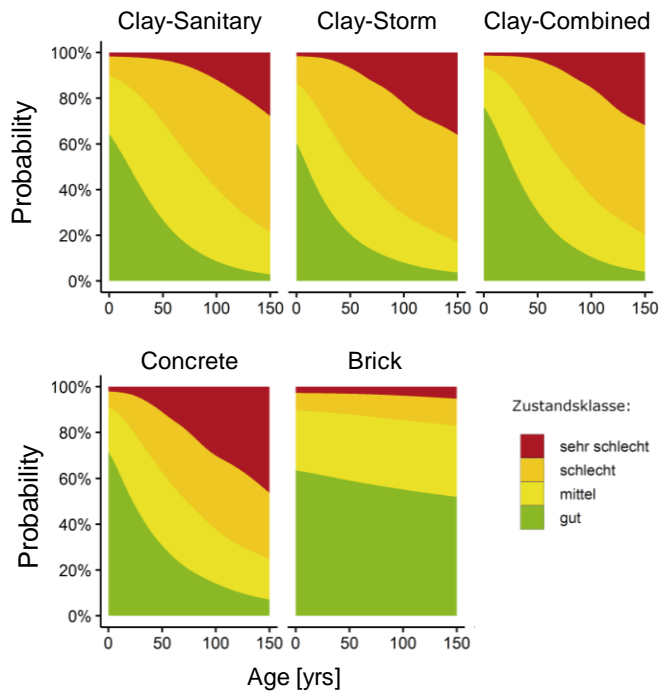 Clay-Sanitary Clay-Storm Clay-Combined
Probability
100%
80%
60%
40%
20%
0%
0 50 100 150 0 50 100 150 0 50 100 150
Concrete Brick
Probability
100%
80%
60%
40%
20%
0%
0 50 100 150 0 50 100 150
Age [yrs]
Zustandsklasse:
sehr schlecht
schlecht
mittel
gut